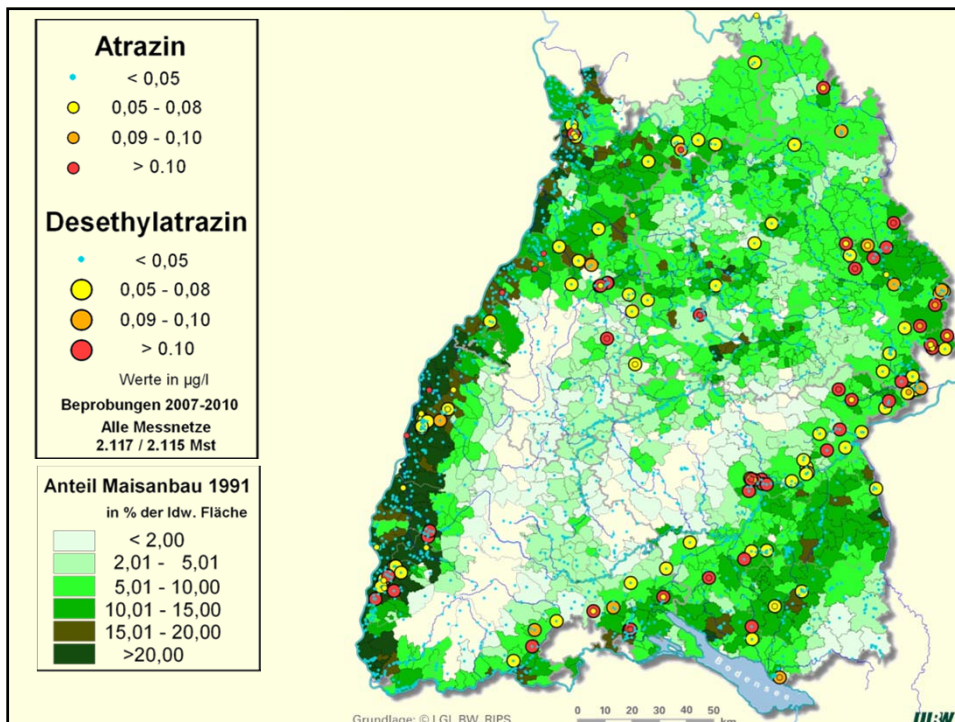 Atrazin
< 0,05
0,05 - 0,08
0,09 - 0,10
> 0.10
Desethylatrazin
< 0,05
0,05 - 0,08
0,09 - 0,10
> 0.10
Werte in µg/l
Beprobungen 2007-2010
Alle Messnetze
2.117 / 2.115 Mst
Anteil Maisanbau 1991
in % der ldw. Fläche
< 2,00
2,01 - 5,01
5,01 - 10,00
10,01 - 15,00
15,01 - 20,00
>20,00
Bodensee
0 10 20 30 40 50
km
Grundlage: © LGL BW, RIPS